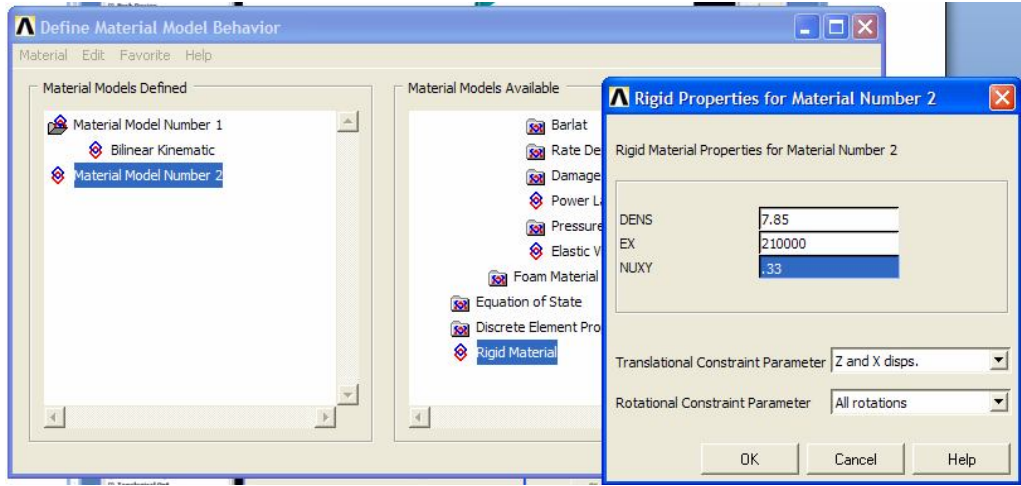 Define Material Model Behavior
Material Edit Favorite Help
Material Models Defined
Material Model Number 1
Bilinear Kinematic
Material Model Number 2
Material Models Available
Barlat
Rate De
Damage
Power La
Pressure
Elastic V
Foam Material
Equation of State
Discrete Element Pro
Rigid Material
Rigid Properties for Material Number 2
Rigid Material Properties for Material Number 2
DENS 7.85
EX 210000
NUXY .33
Translational Constraint Parameter Z and X disps.
Rotational Constraint Parameter All rotations
OK Cancel Help